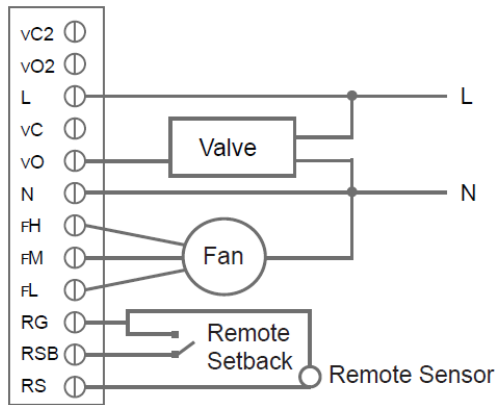 vC2
vO2
L
L
vC
vO
Valve
N
N
FH
FM
Fan
FL
RG
Remote
RSB
Setback
RS
Remote Sensor